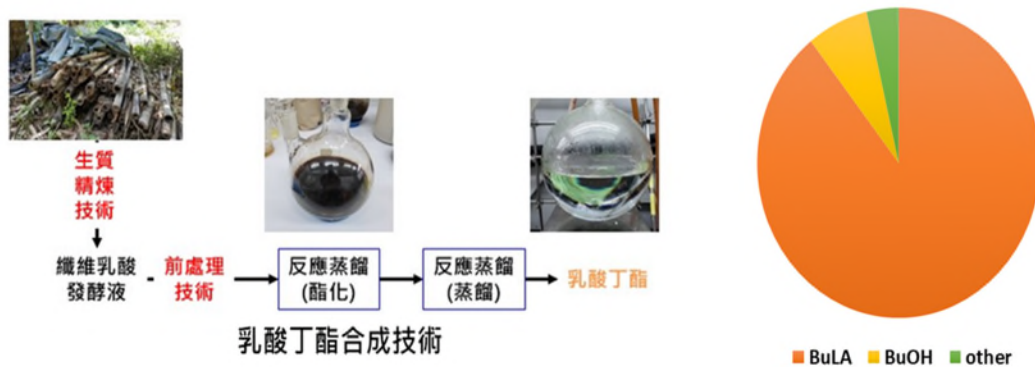 生質
精煉
技術
纖維乳酸
發酵液
前處理
技術
反應蒸餾
(酯化)
反應蒸餾
(蒸餾)
乳酸丁酯
乳酸丁酯合成技術
BuLA BuOH other